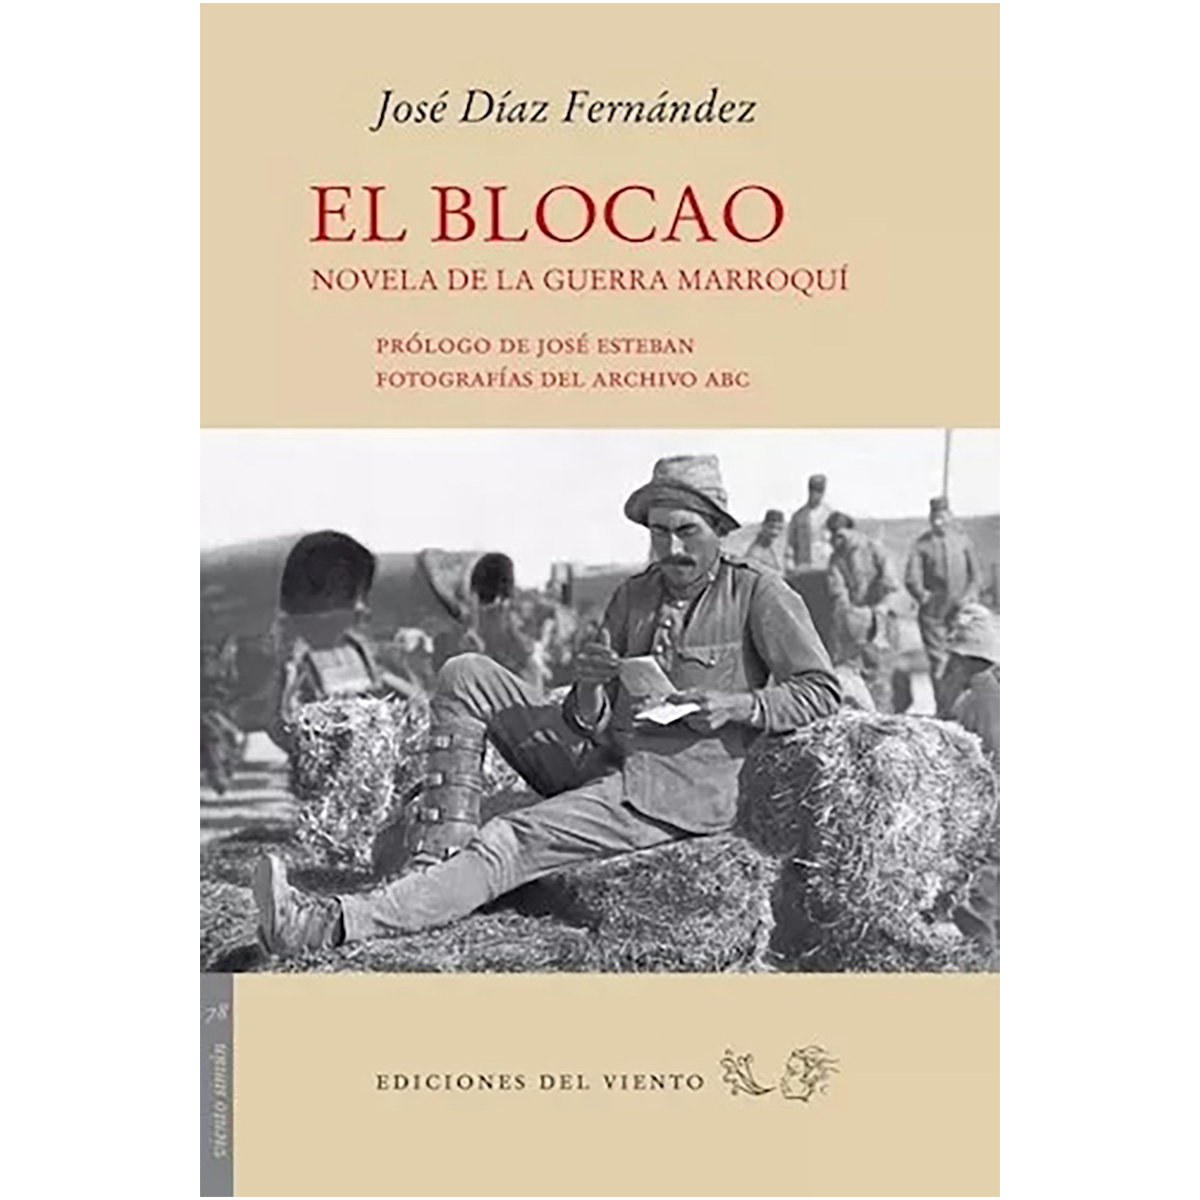 José Díaz Fernández
EL BLOCAO
NOVELA DE LA GUERRA MARROQUÍ
PRÓLOGO DE JOSÉ ESTEBAN
FOTOGRAFÍAS DEL ARCHIVO ABC
78
viento simún
EDICIONES DEL VIENTO